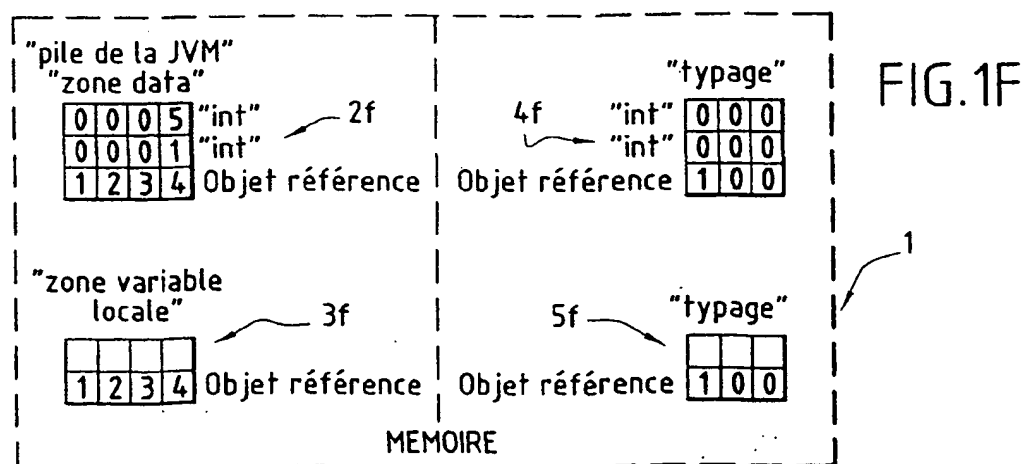 "pile de la JVM"
"zone data"
0 0 0 5 "int"
0 0 0 1 "int"
1 2 3 4 Objet référence
2f
"typage"
"int" 0 0 0
"int" 0 0 0
Objet référence 1 0 0
4f
FIG.1F
1
"zone variable
locale"
1 2 3 4 Objet référence
3f
"typage"
Objet référence 1 0 0
5f
MEMOIRE